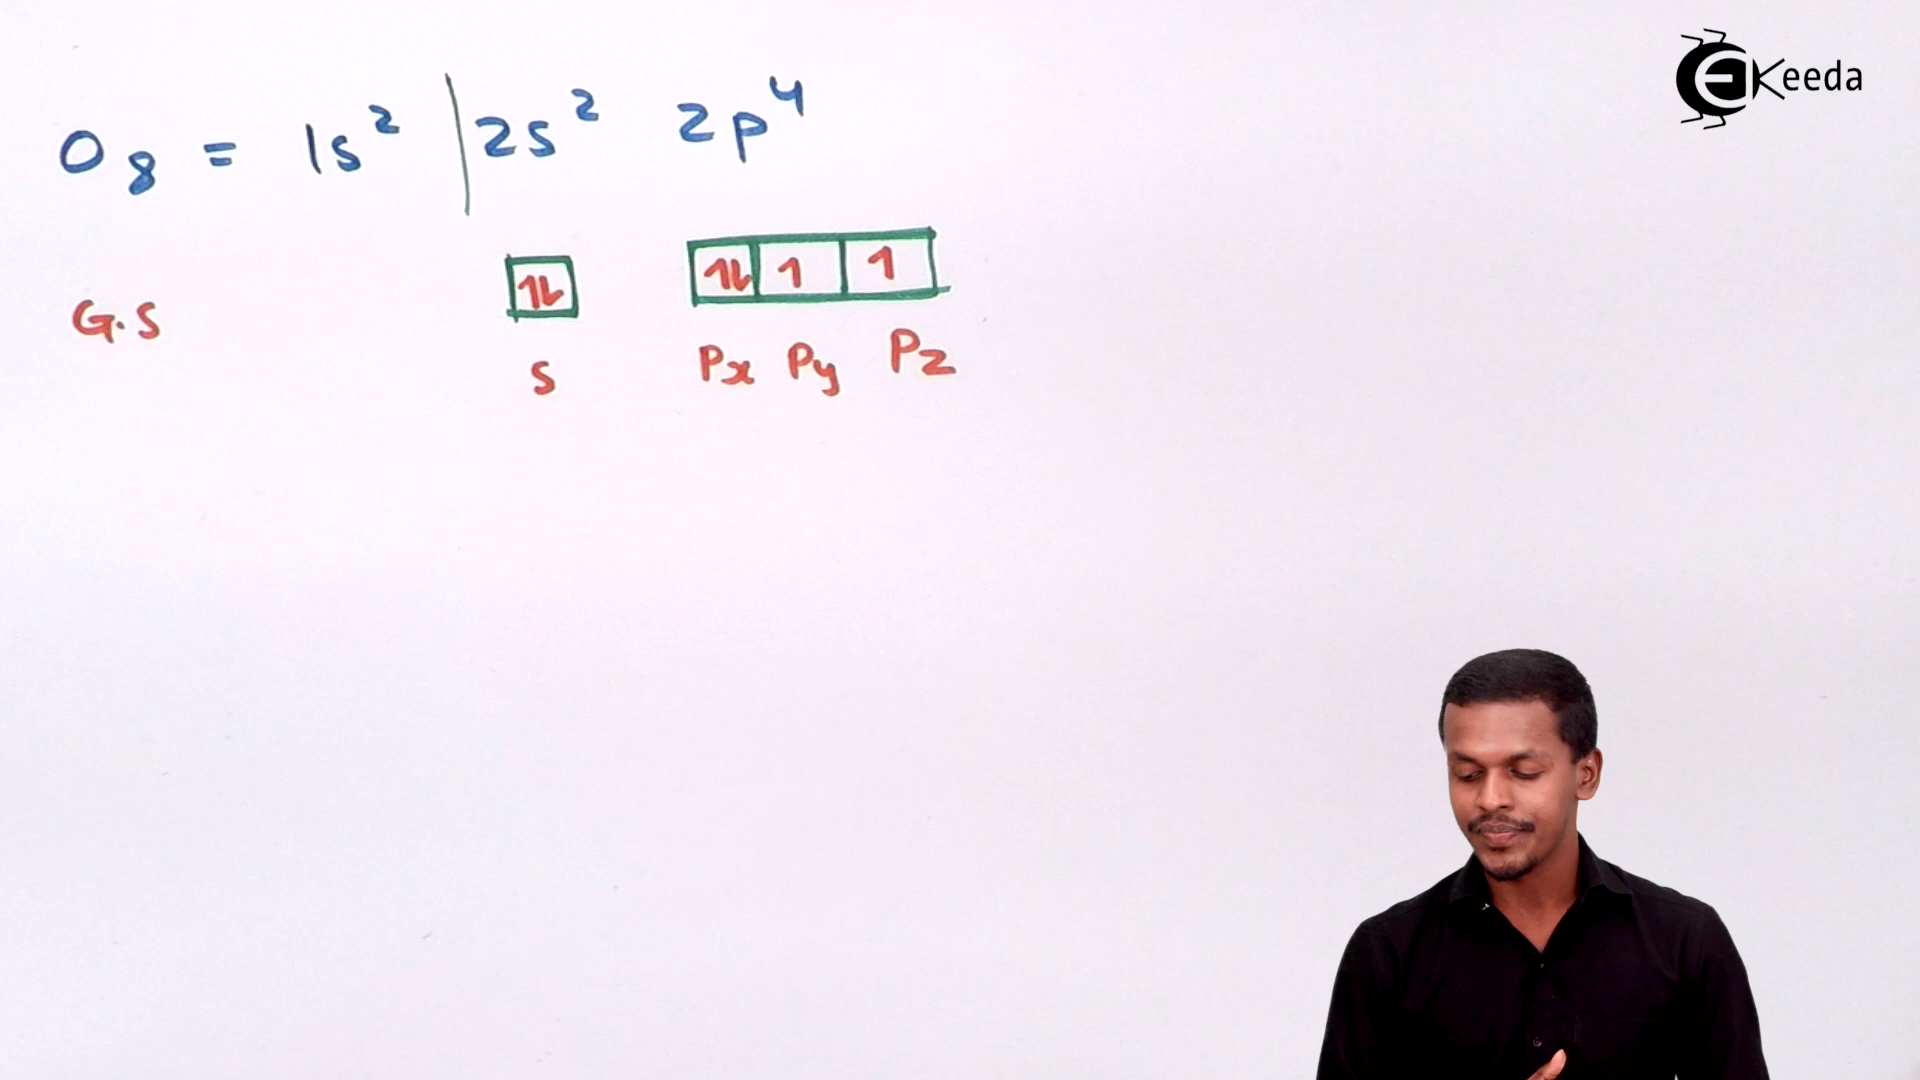 EKeeda
O₈ = 1s² | 2s² 2p⁴
G.S 1L 1L 1 1
s Px Py Pz